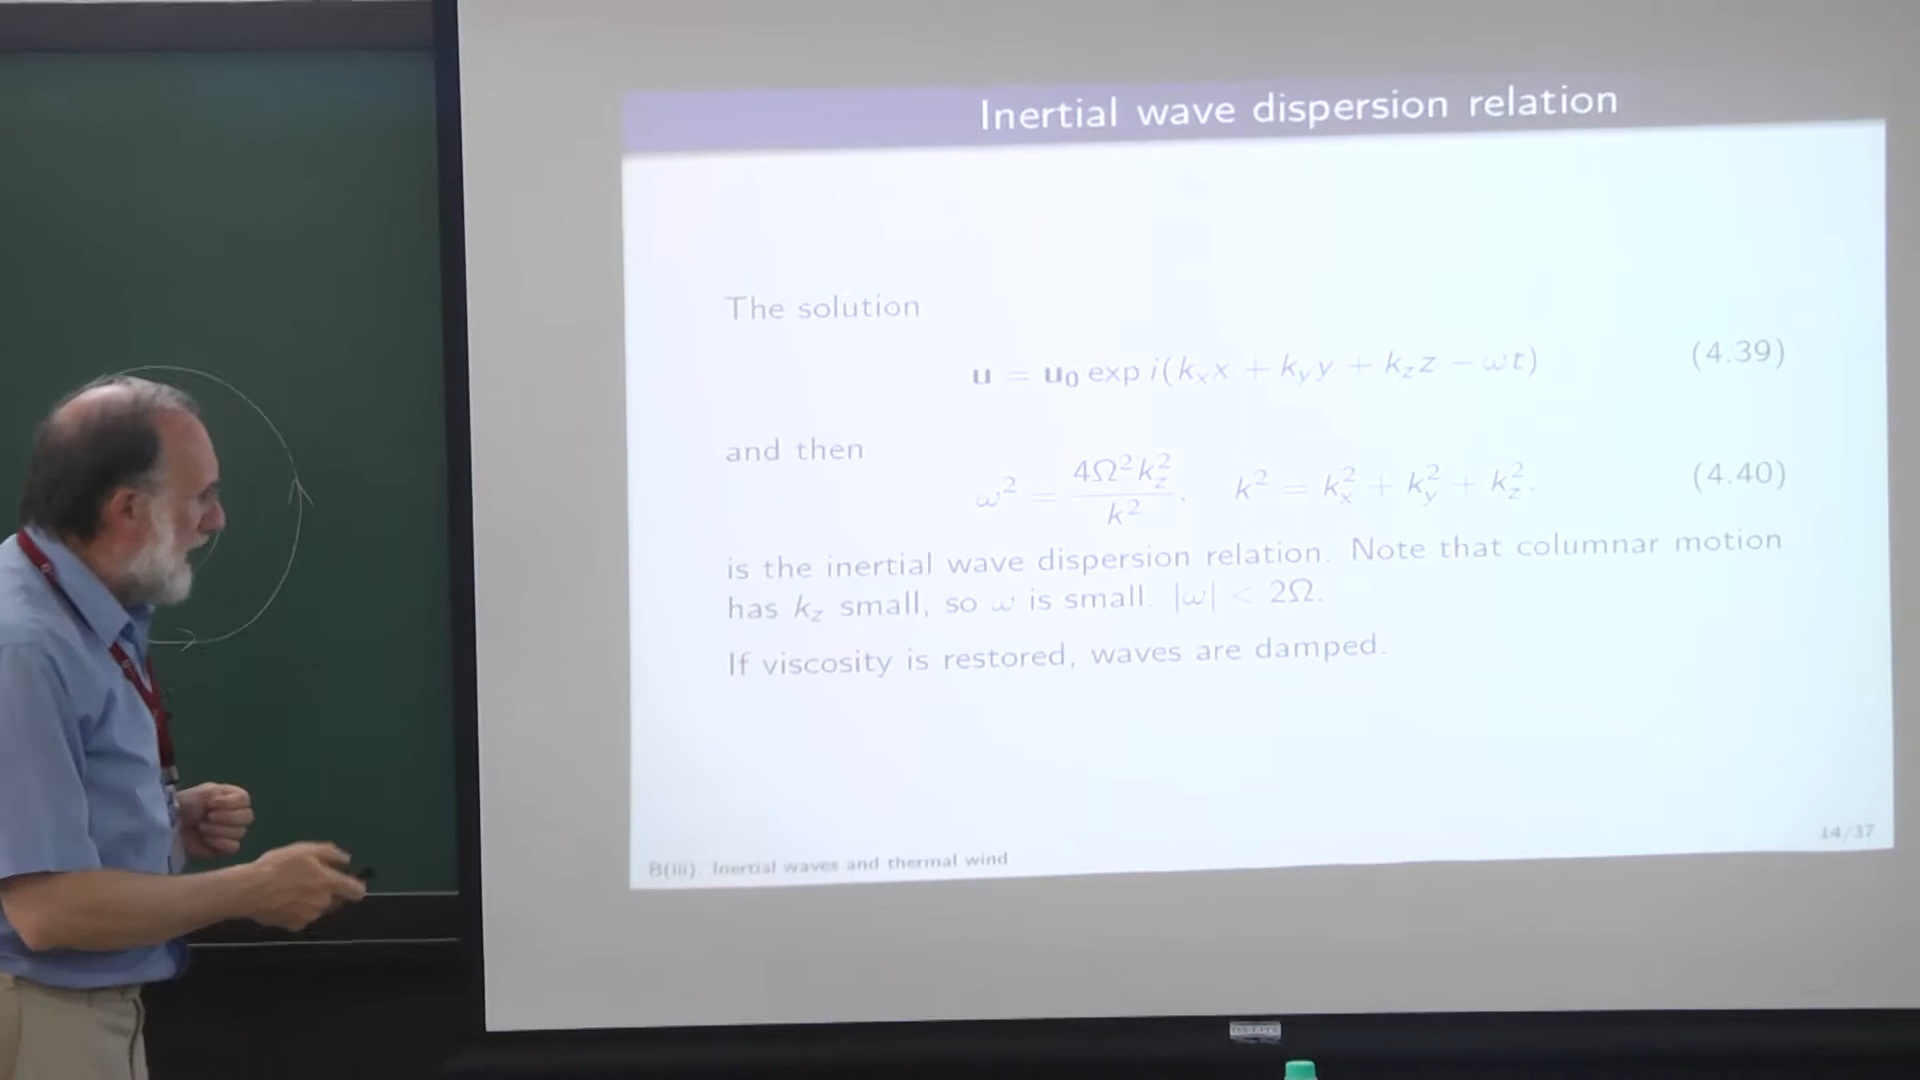 Inertial wave dispersion relation
The solution
u = u₀ exp i(kₓx + k_y y + k_z z − ωt) (4.39)
and then
ω² = 4Ω²k_z² / k² . k² = kₓ² + k_y² + k_z². (4.40)
is the inertial wave dispersion relation. Note that columnar motion
has k_z small, so ω is small. |ω| < 2Ω.
If viscosity is restored, waves are damped.
14/37
B(iii). Inertial waves and thermal wind